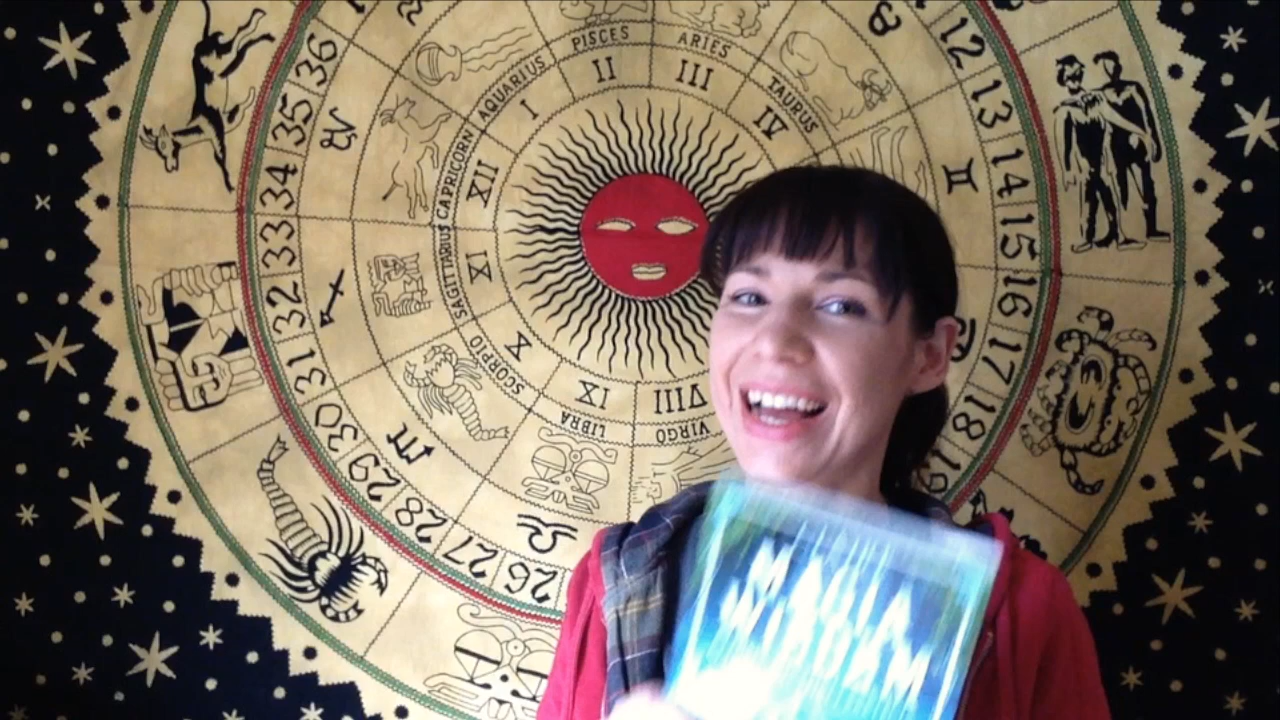 PISCES
ARIES
TAURUS
AQUARIUS
CAPRICORN
SAGITTARIUS
SCORPIO
LIBRA
VIRGO
II
III
IV
I
XII
XI
X
IX
VIII
12
13
14
15
16
17
18
19
36
35
34
33
32
31
30
29
28
27
26